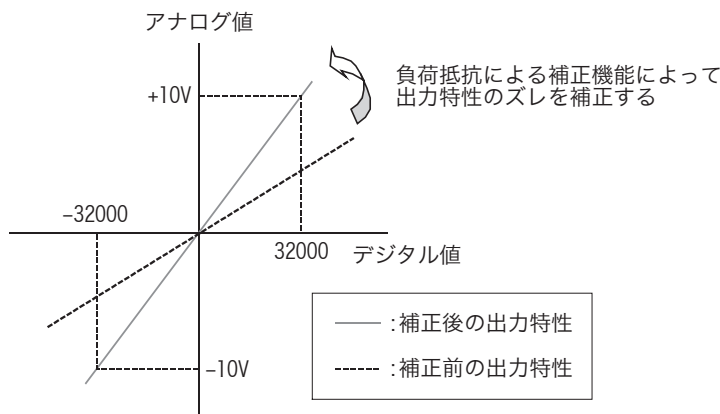 アナログ値
負荷抵抗による補正機能によって
出力特性のズレを補正する
+10V
−32000
32000
デジタル値
:補正後の出力特性
−10V
:補正前の出力特性